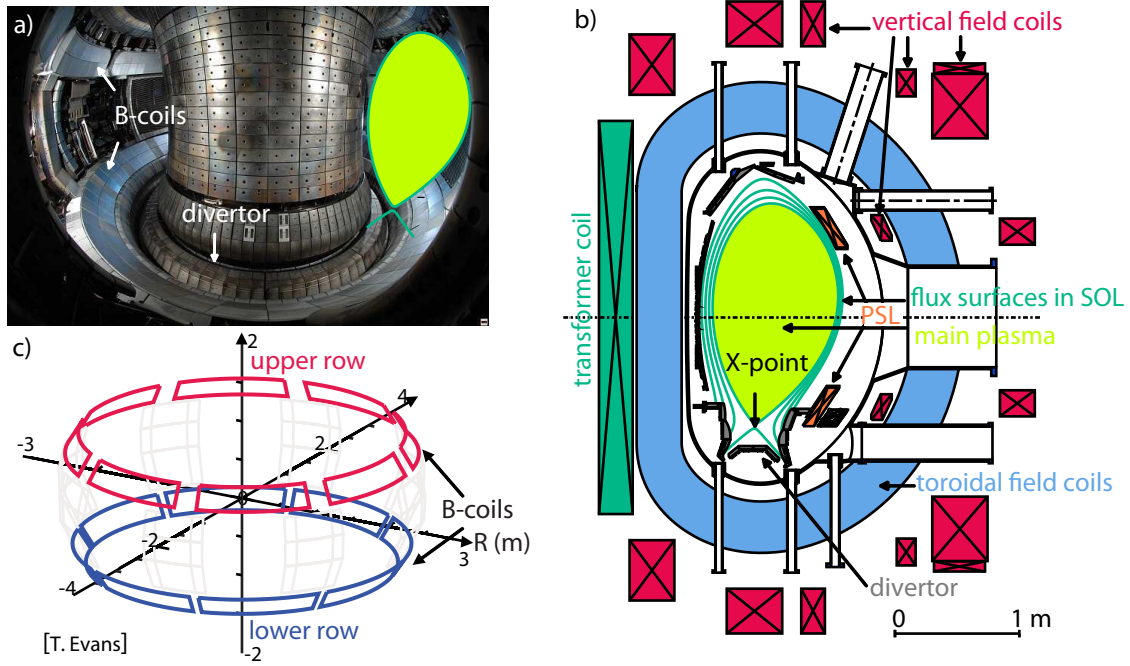 a)
B-coils
divertor
b)
vertical field coils
transformer coil
flux surfaces in SOL
PSL
main plasma
X-point
toroidal field coils
divertor
0
1 m
c)
2
upper row
4
-3
2
0
B-coils
-2
R (m)
3
-4
lower row
[T. Evans]
-2